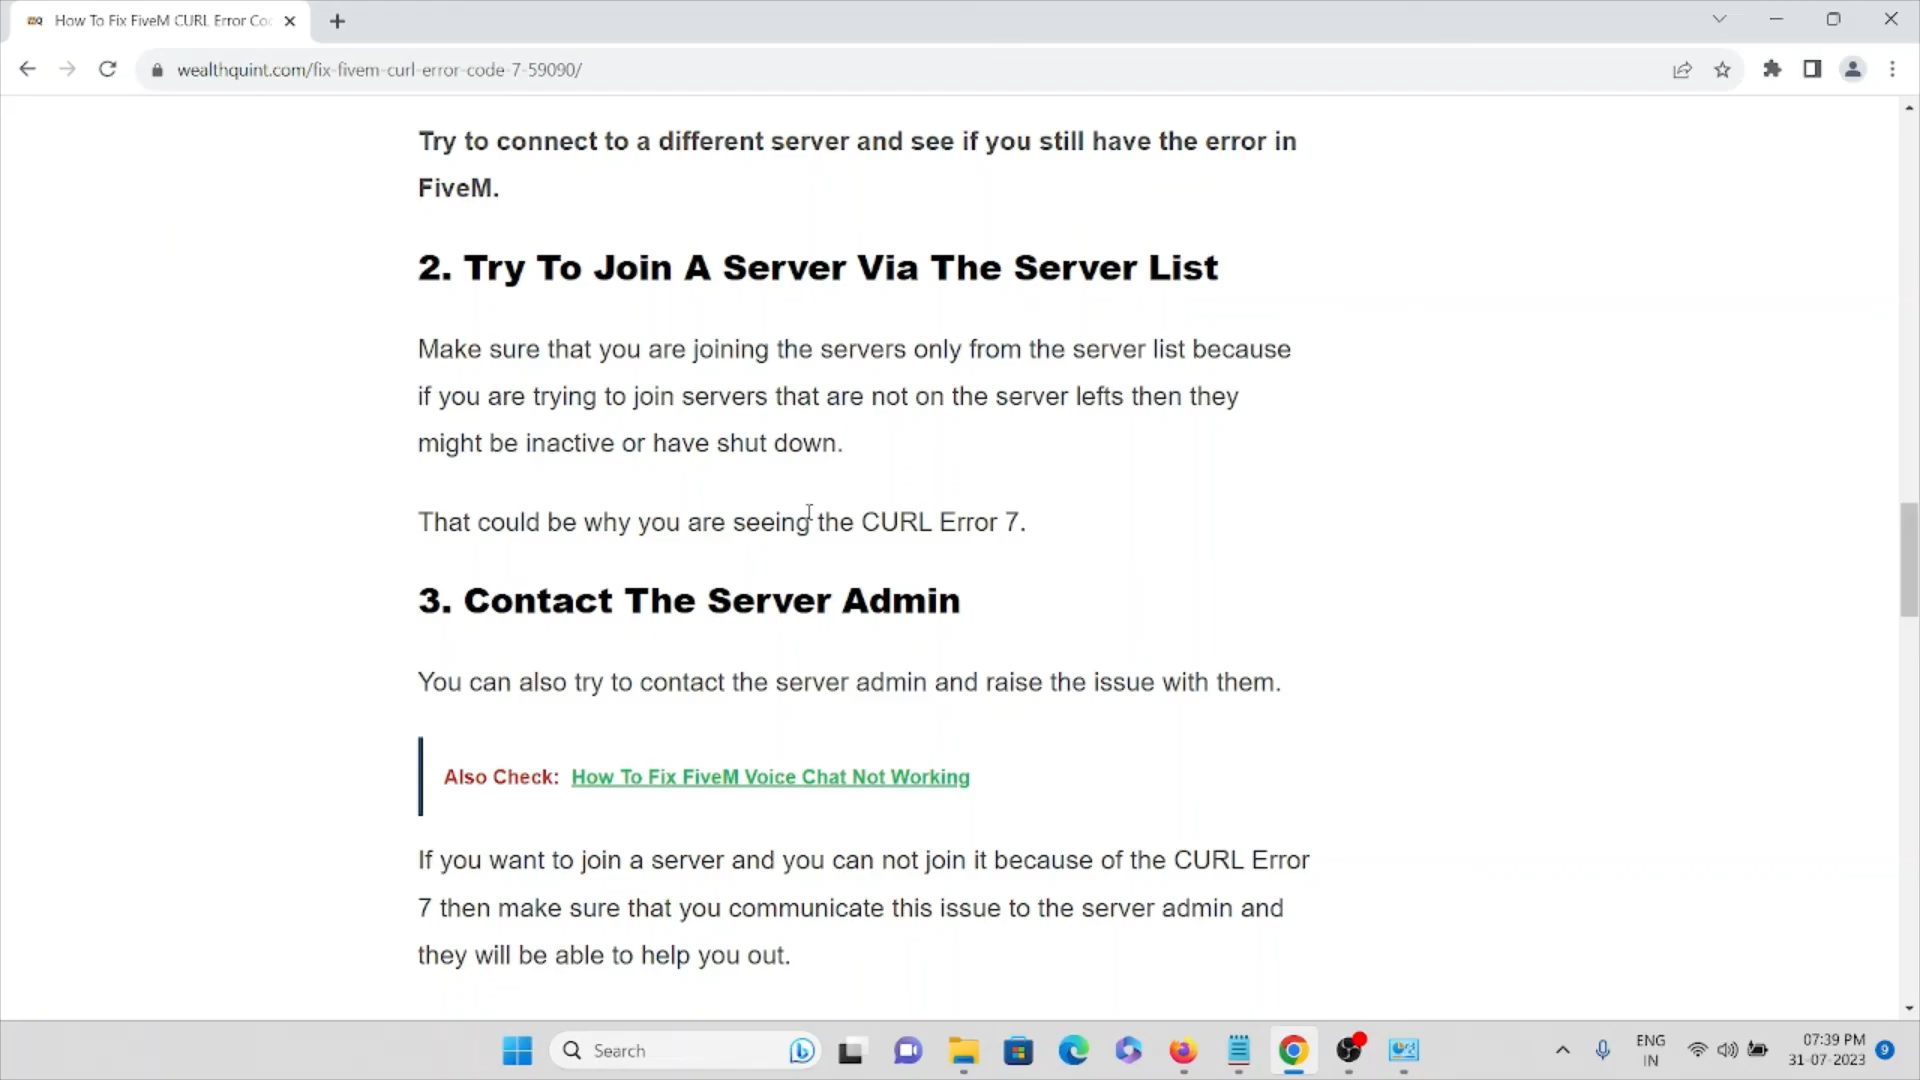 How To Fix FiveM CURL Error Co
wealthquint.com/fix-fivem-curl-error-code-7-59090/
Try to connect to a different server and see if you still have the error in
FiveM.
2. Try To Join A Server Via The Server List
Make sure that you are joining the servers only from the server list because
if you are trying to join servers that are not on the server lefts then they
might be inactive or have shut down.
That could be why you are seeing the CURL Error 7.
3. Contact The Server Admin
You can also try to contact the server admin and raise the issue with them.
Also Check: How To Fix FiveM Voice Chat Not Working
If you want to join a server and you can not join it because of the CURL Error
7 then make sure that you communicate this issue to the server admin and
they will be able to help you out.
Search
ENG
IN
07:39 PM
31-07-2023
9